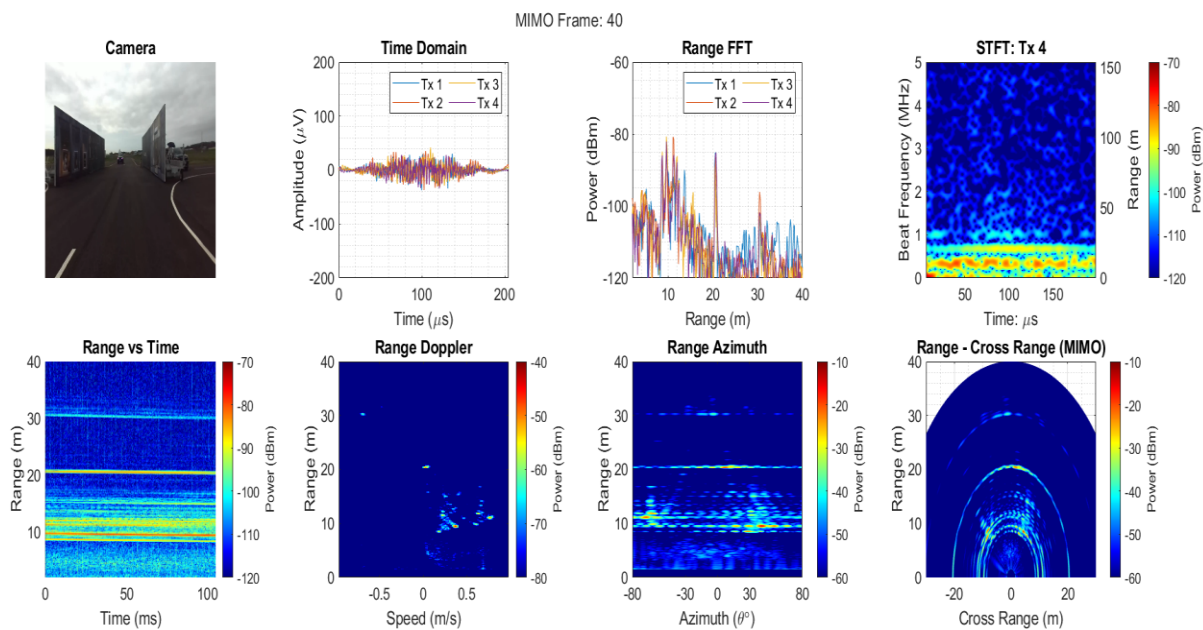 MIMO Frame: 40
Camera
Time Domain
200
100
0
-100
-200
Amplitude (μV)
0
100
200
Time (μs)
Tx 1
Tx 3
Tx 2
Tx 4
Range FFT
-60
-80
-100
-120
Power (dBm)
10
20
30
40
Range (m)
Tx 1
Tx 3
Tx 2
Tx 4
STFT: Tx 4
5
4
3
2
1
0
Beat Frequency (MHz)
50
100
150
Time: μs
150
100
50
0
Range (m)
-70
-80
-90
-100
-110
-120
Power (dBm)
Range vs Time
40
30
20
10
0
Range (m)
0
50
100
Time (ms)
-70
-80
-90
-100
-110
-120
Power (dBm)
Range Doppler
40
30
20
10
0
Range (m)
-0.5
0
0.5
Speed (m/s)
-40
-50
-60
-70
-80
Power (dBm)
Range Azimuth
40
30
20
10
0
Range (m)
-80
-30
0
30
80
Azimuth (θ°)
-10
-20
-30
-40
-50
-60
Power (dBm)
Range - Cross Range (MIMO)
40
30
20
10
0
Range (m)
-20
0
20
Cross Range (m)
-10
-20
-30
-40
-50
-60
Power (dBm)